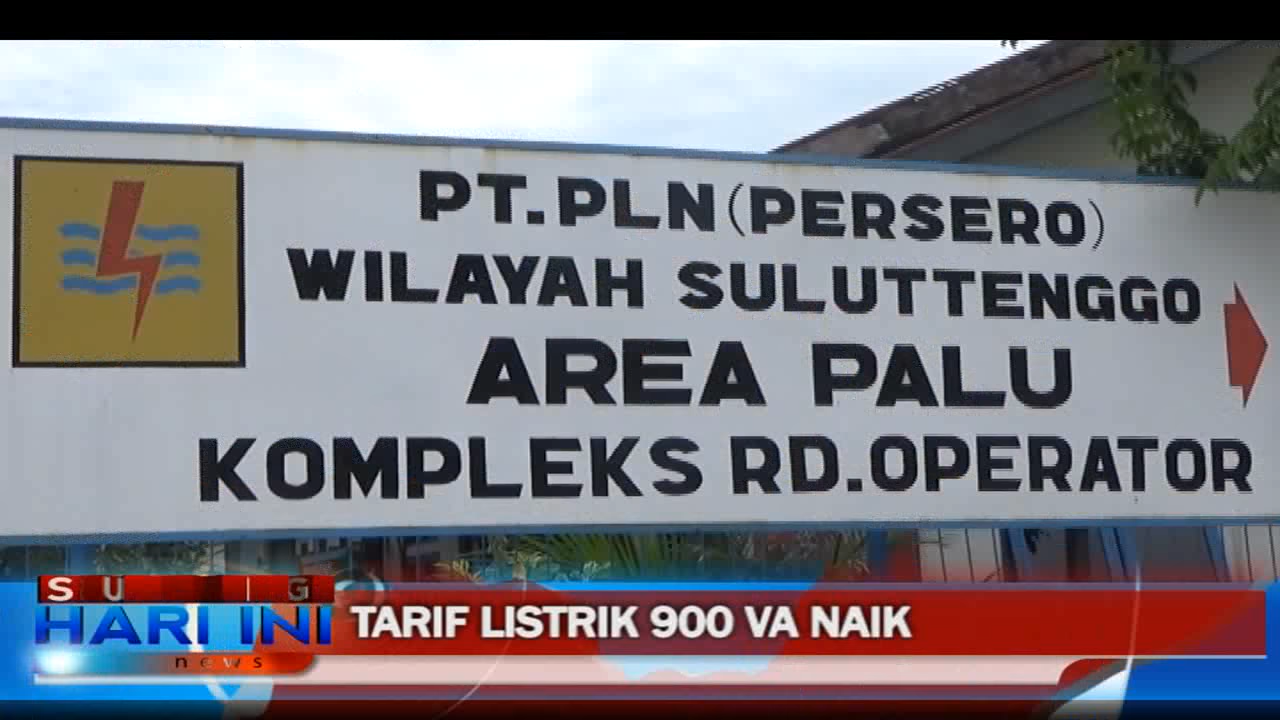 PT.PLN(PERSERO)
WILAYAH SULUTTENGGO
AREA PALU
KOMPLEKS RD.OPERATOR
HARI INI
news
TARIF LISTRIK 900 VA NAIK